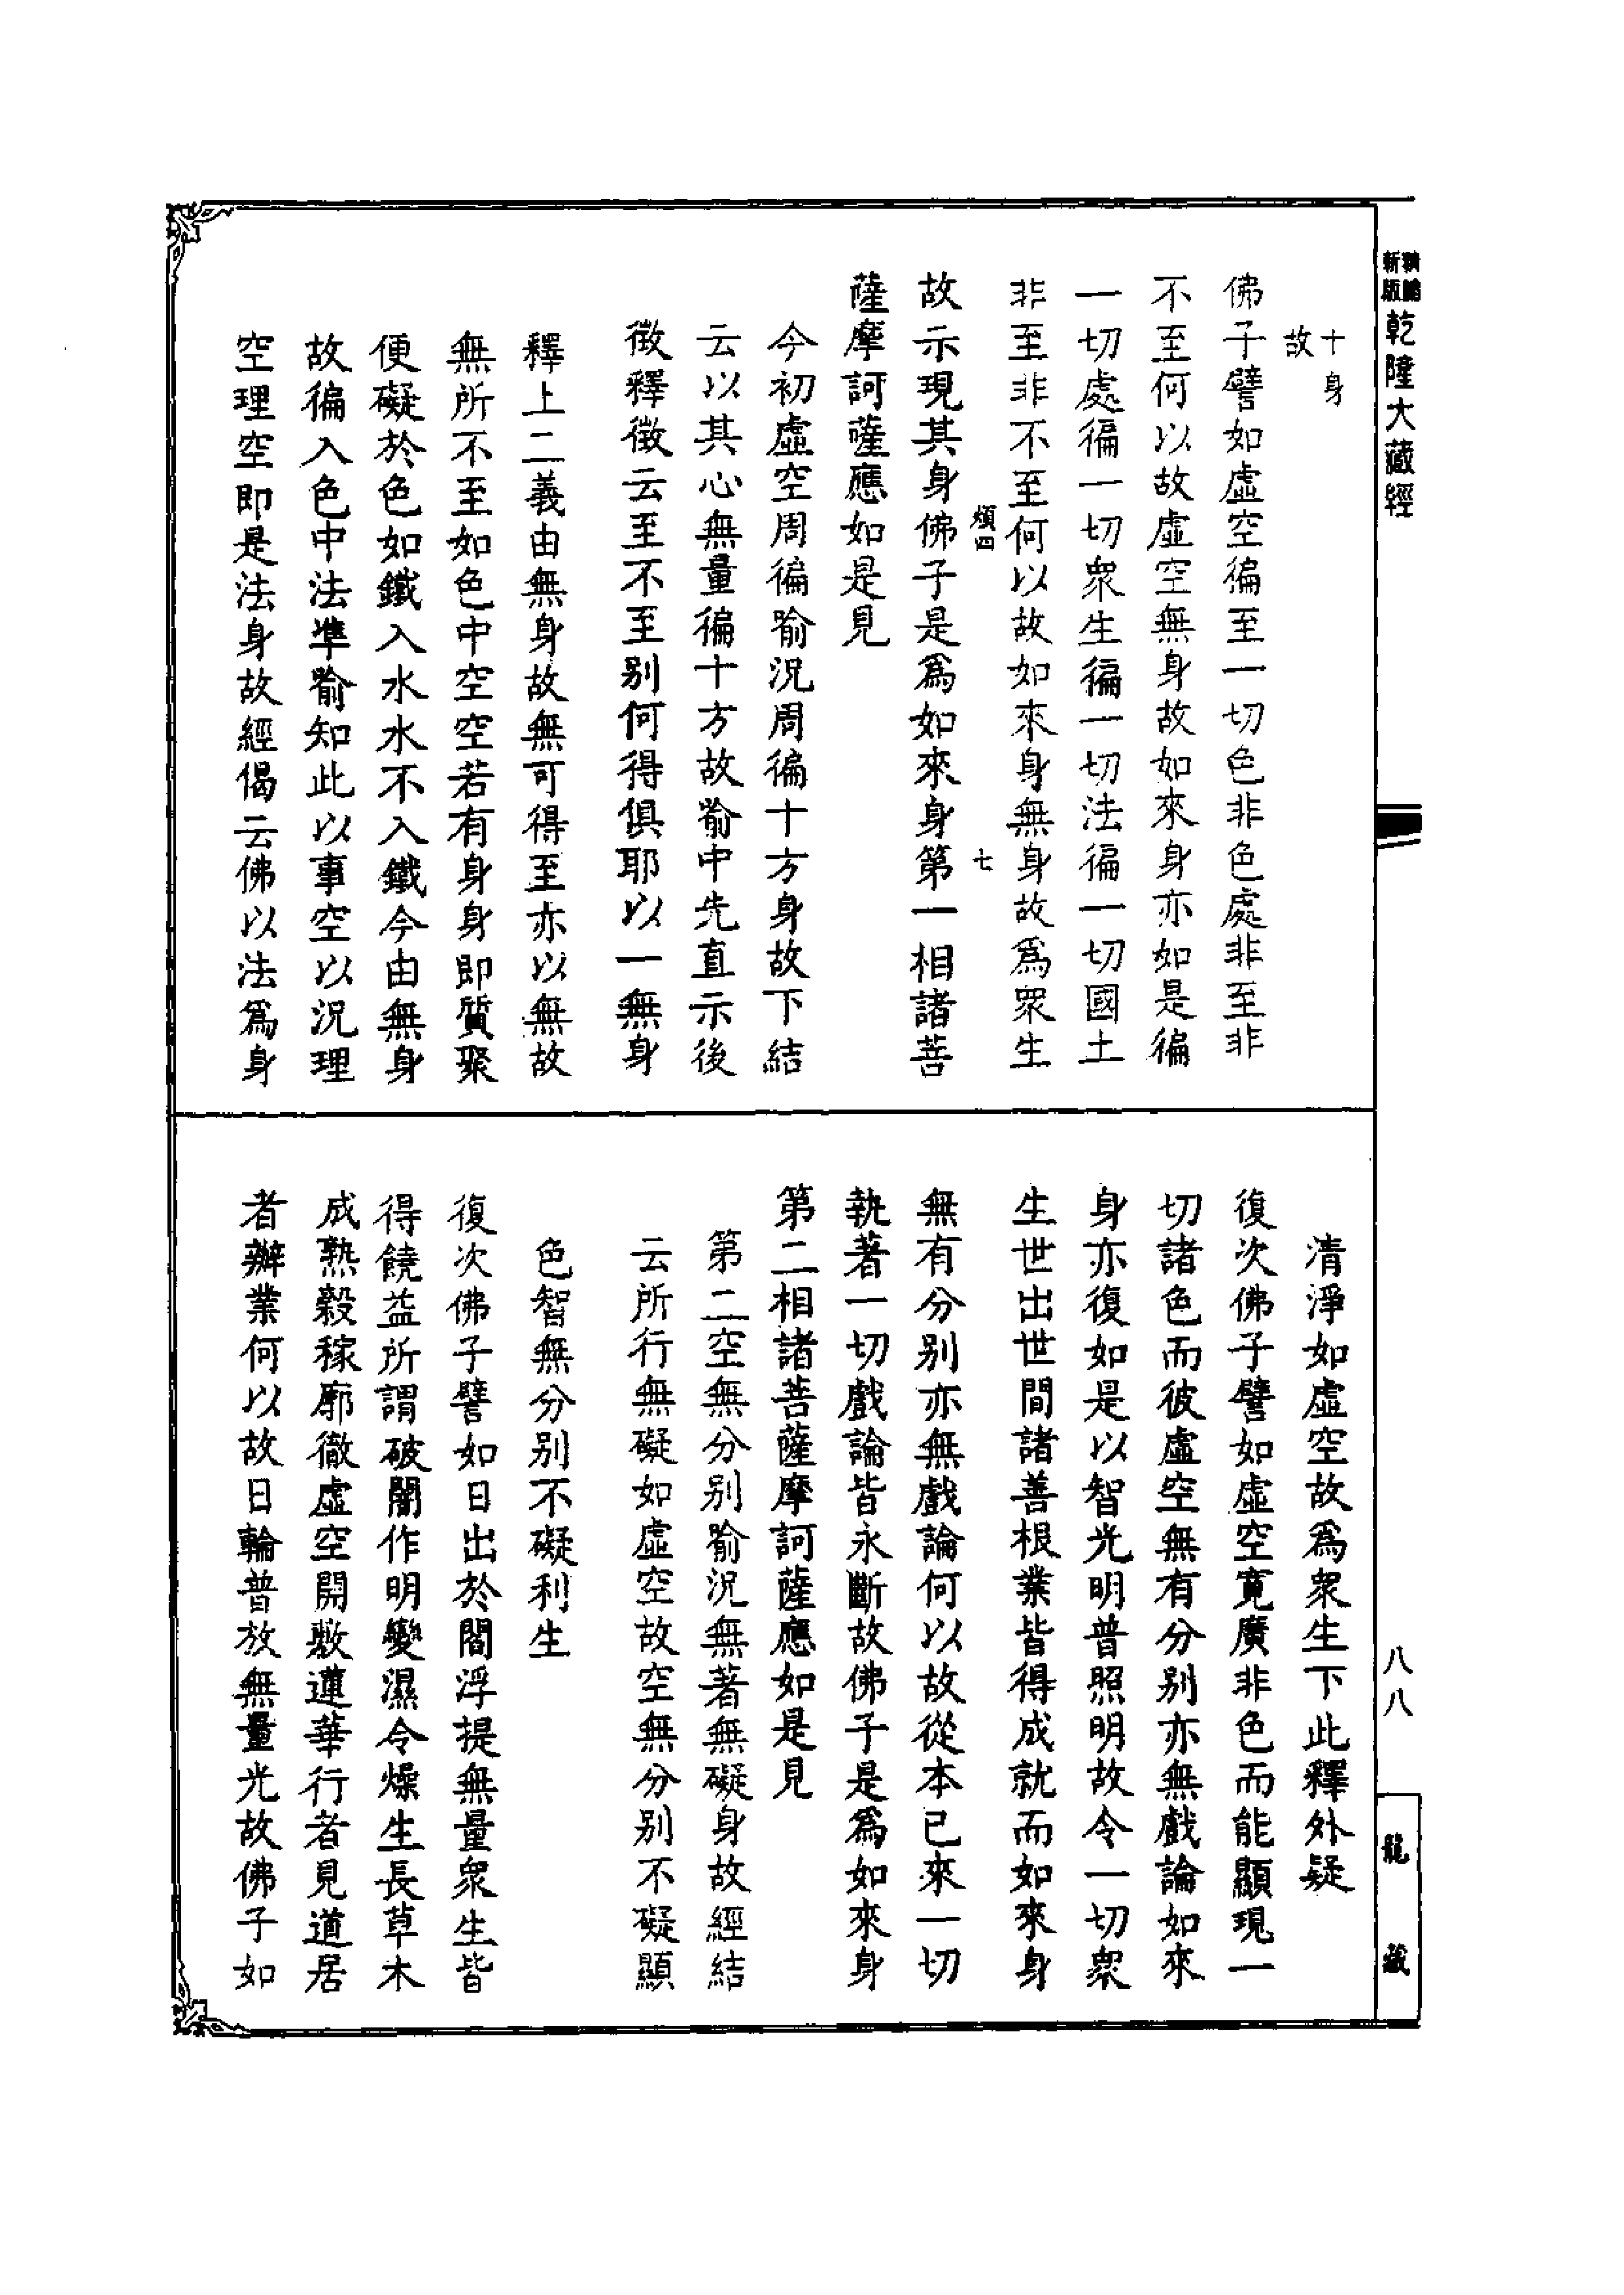 新版
乾隆大藏經
八八
龍藏
十身
故
佛子譬如虛空徧至一切色非色處非至非
不至何以故虛空無身故如來身亦如是徧
一切處徧一切衆生徧一切法徧一切國土
非至非不至何以故如來身無身故爲眾生
七
故示現其身佛子是爲如來身第一相諸菩
薩摩訶薩應如是見
今初虛空周徧喻況周徧十方身故下結
云以其心無量徧十方故喻中先直示後
徵釋徵云至不至别何得俱耶以一無身
釋上二義由無身故無可得至亦以無故
無所不至如色中空空若有身身即質聚
便礙於色如鐵入水水不入鐵今由無身
故徧入色中法準喻知此以事空以況理
空理空即是法身故經偈云佛以法爲身
清淨如虛空故爲眾生下此釋外疑
復次佛子譬如虛空寬廣非色而能顯現一
切諸色而彼虛空無有分别亦無戲論如來
身亦復如是以智光明普照明故令一切衆
生世出世間諸善根業皆得成就而如來身
無有分别亦無戲論何以故從本已來一切
執著一切戲論皆永斷故佛子是爲如來身
第二相諸菩薩摩訶薩應如是見
第二空無分别喻況無著無礙身故經結
云所行無礙如虛空故空無分别不礙顯
色智無分别不礙利生
復次佛子譬如日出於閻浮提無量衆生皆
得饒益所謂破闇作明變濕令燥生長草木
成熟穀稼廓徹虛空開敷蓮華行者見道居
者辦業何以故日輪普放無量光故佛子如